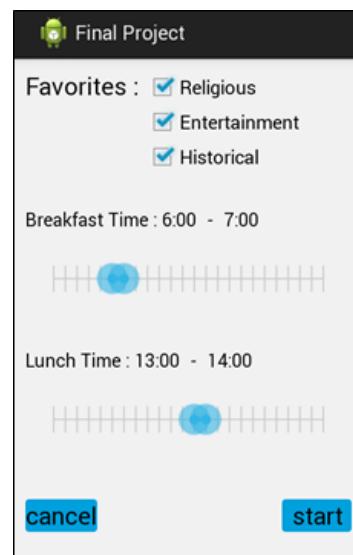 Final Project
Favorites : Religious
Entertainment
Historical
Breakfast Time : 6:00 - 7:00
Lunch Time : 13:00 - 14:00
cancel start